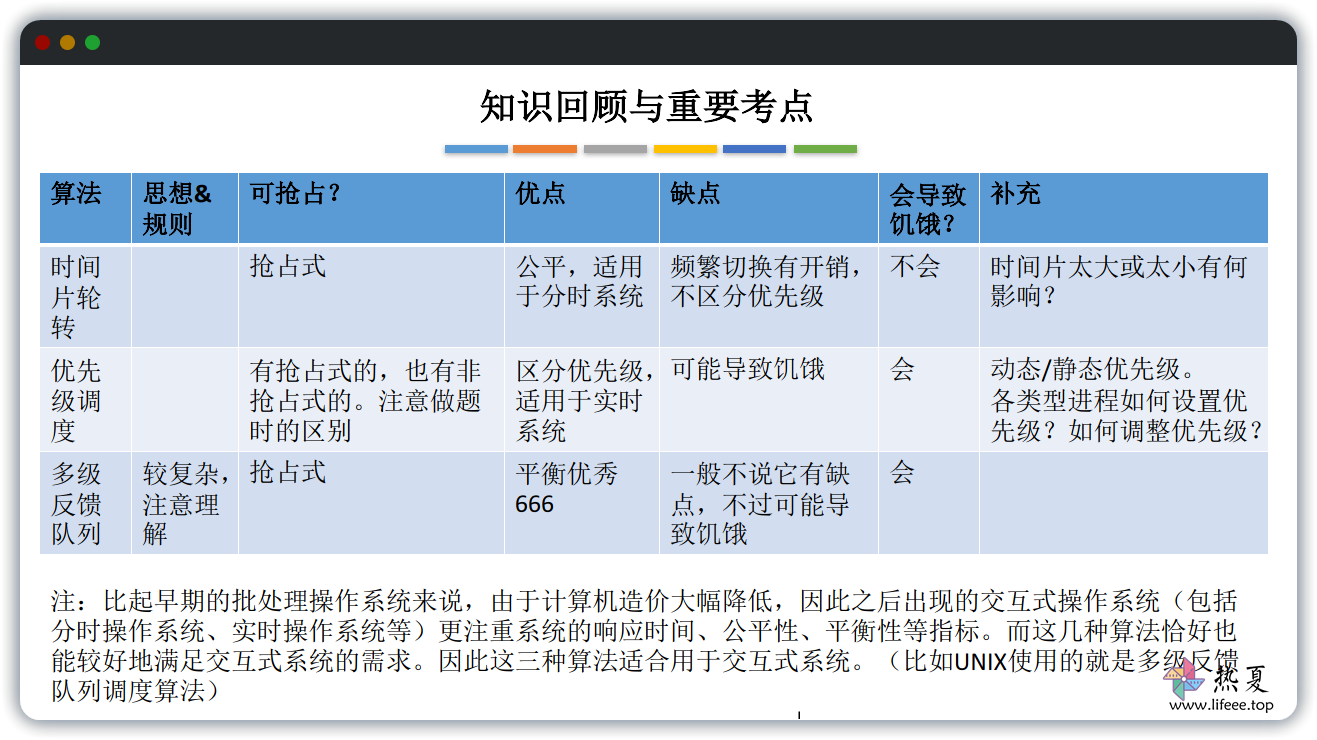 知识回顾与重要考点
算法
思想&
规则
可抢占？
优点
缺点
会导致
饥饿？
补充
时间
片轮
转
抢占式
公平，适用
于分时系统
频繁切换有开销，
不区分优先级
不会
时间片太大或太小有何
影响？
优先
级调
度
有抢占式的，也有非
抢占式的。注意做题
时的区别
区分优先级，
适用于实时
系统
可能导致饥饿
会
动态/静态优先级。
各类型进程如何设置优
先级？如何调整优先级？
多级
反馈
队列
较复杂，
注意理
解
抢占式
平衡优秀
666
一般不说它有缺
点，不过可能导
致饥饿
会
注：比起早期的批处理操作系统来说，由于计算机造价大幅降低，因此之后出现的交互式操作系统（包括
分时操作系统、实时操作系统等）更注重系统的响应时间、公平性、平衡性等指标。而这几种算法恰好也
能较好地满足交互式系统的需求。因此这三种算法适合用于交互式系统。（比如UNIX使用的就是多级反馈
队列调度算法）
热夏
www.lifeee.top